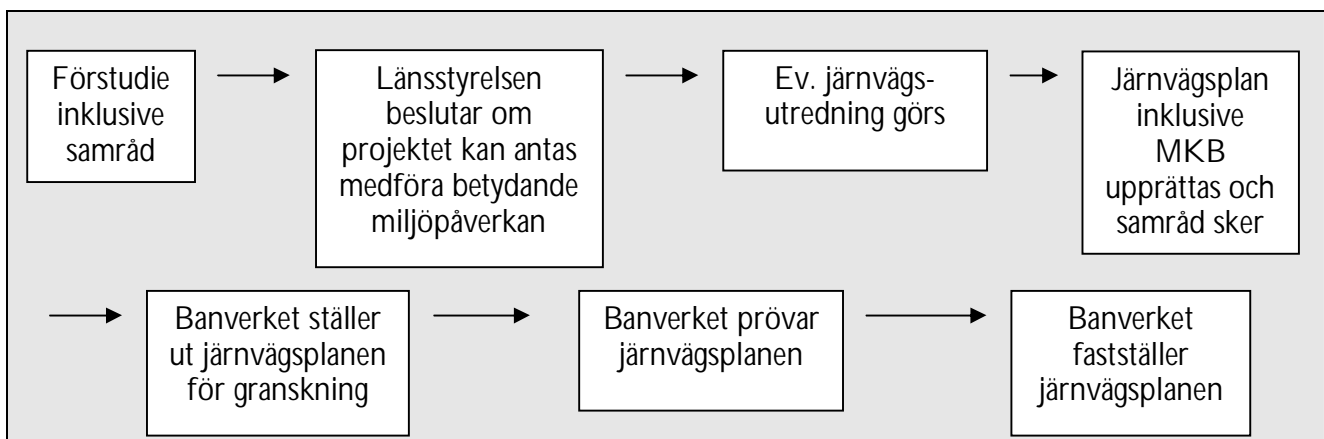 Förstudie
inklusive
samråd
Länsstyrelsen
beslutar om
projektet kan antas
medföra betydande
miljöpåverkan
Ev. järnvägs-
utredning görs
Järnvägsplan
inklusive
MKB
upprättas och
samråd sker
Banverket ställer
ut järnvägsplanen
för granskning
Banverket prövar
järnvägsplanen
Banverket
fastställer
järnvägsplanen